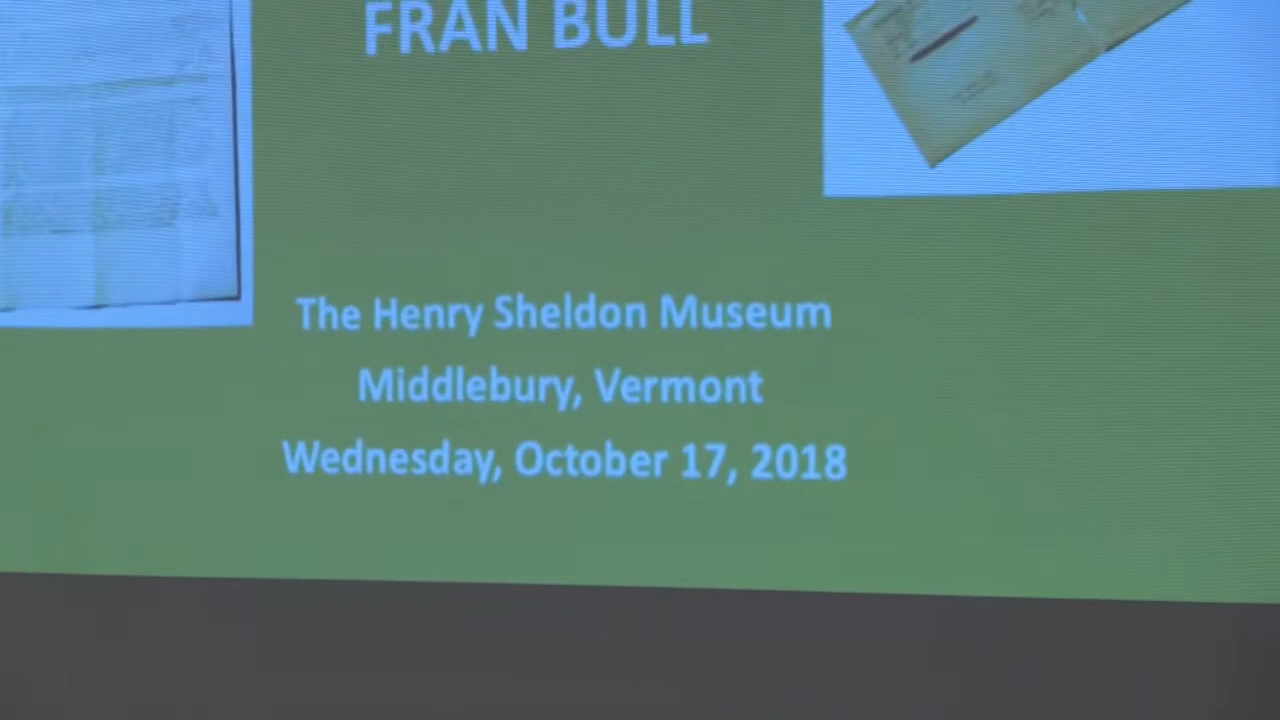 FRAN BULL
The Henry Sheldon Museum
Middlebury, Vermont
Wednesday, October 17, 2018